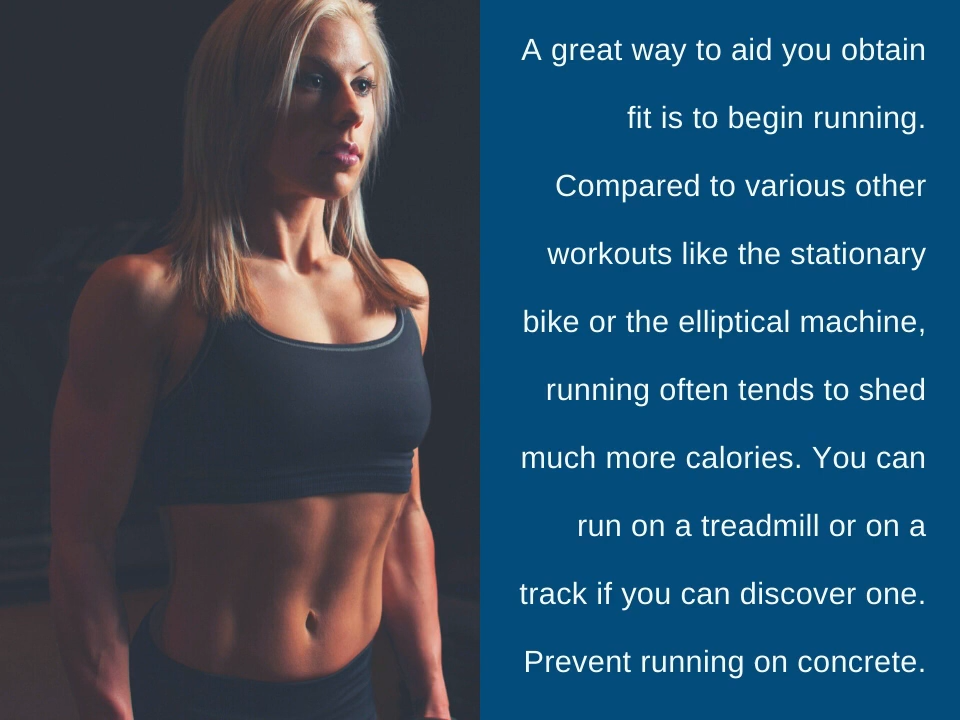 A great way to aid you obtain
fit is to begin running.
Compared to various other
workouts like the stationary
bike or the elliptical machine,
running often tends to shed
much more calories. You can
run on a treadmill or on a
track if you can discover one.
Prevent running on concrete.